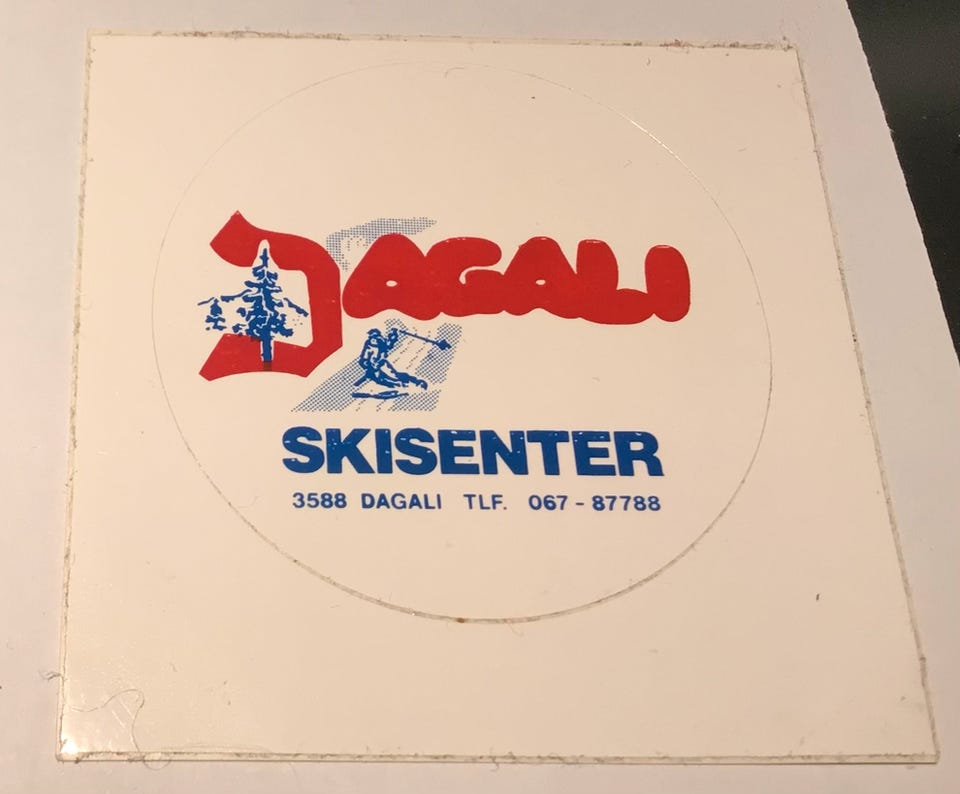 DAGALI
SKISENTER
3588 DAGALI TLF. 067-87788